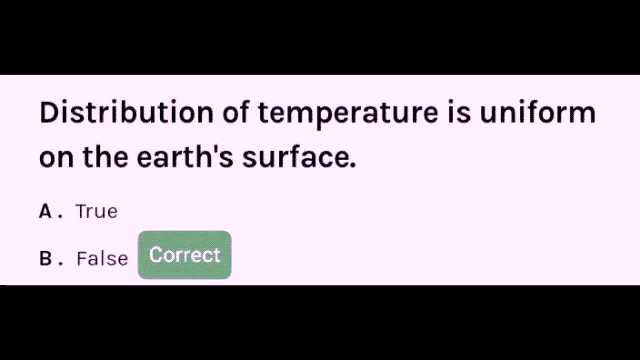 Distribution of temperature is uniform
on the earth's surface.
A. True
B. False Correct